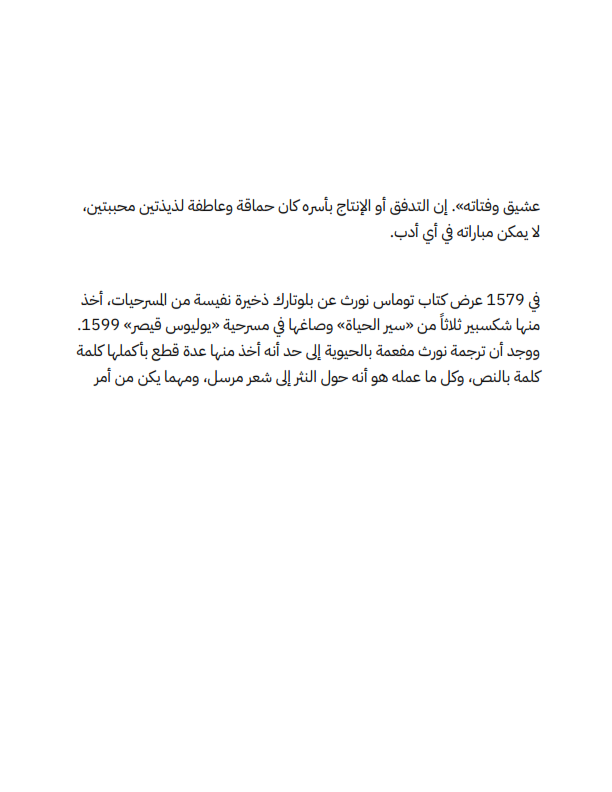 عشيق وفتاته». إن التدفق أو الإنتاج بأسره كان حماقة وعاطفة لذيذتين محببتين،
لا يمكن مباراته في أي أدب.
في 1579 عرض كتاب توماس نورث عن بلوتارك ذخيرة نفيسة من المسرحيات، أخذ
منها شكسبير ثلاثاً من «سير الحياة» وصاغها في مسرحية «يوليوس قيصر» 1599.
ووجد أن ترجمة نورث مفعمة بالحيوية إلى حد أنه أخذ منها عدة قطع بأكملها كلمة
كلمة بالنص، وكل ما عمله هو أنه حول النثر إلى شعر مرسل، ومهما يكن من أمر